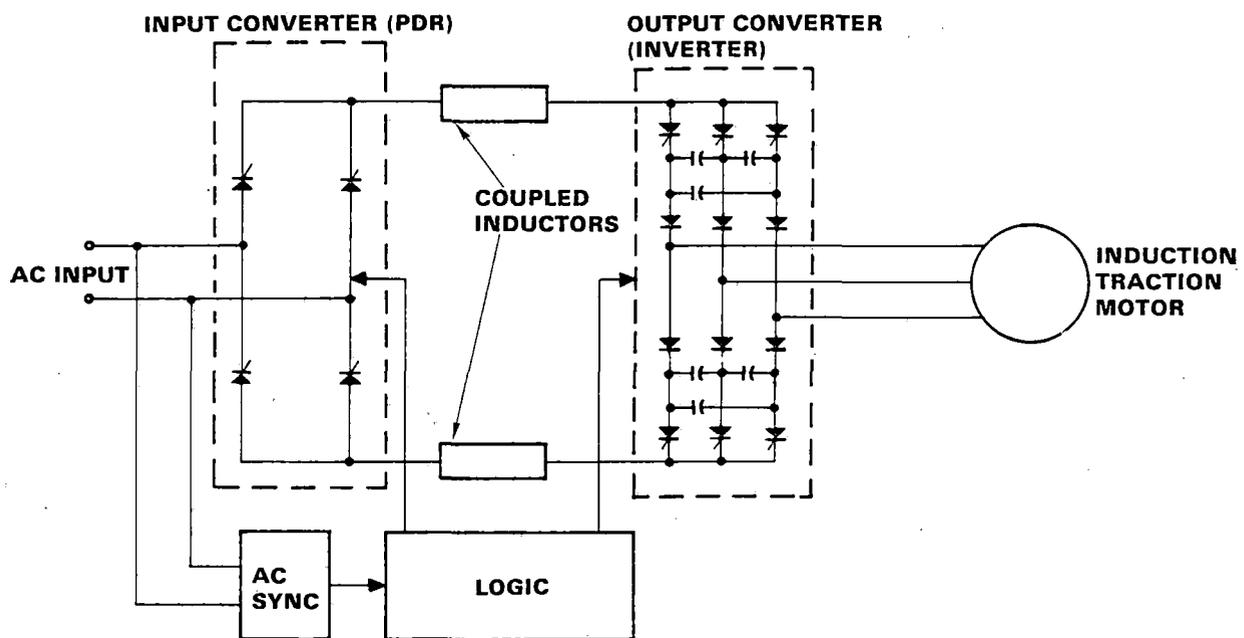 INPUT CONVERTER (PDR)
OUTPUT CONVERTER
(INVERTER)
COUPLED
INDUCTORS
AC INPUT
INDUCTION
TRACTION
MOTOR
AC
SYNC
LOGIC